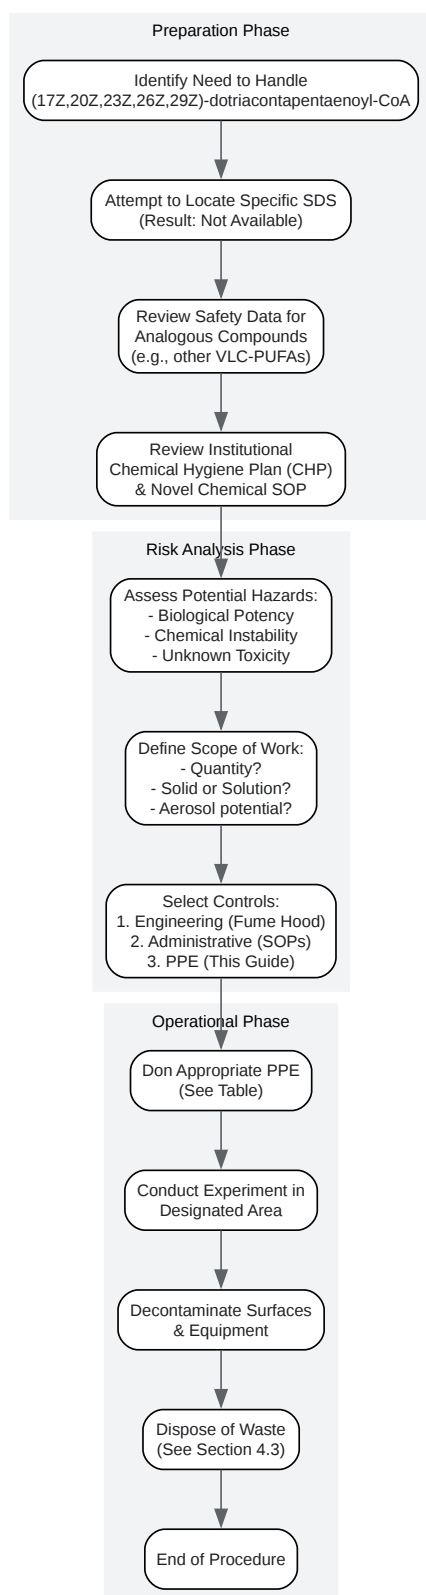 Preparation Phase
Identify Need to Handle
(17Z,20Z,23Z,26Z,29Z)-dotriacontapentaenoyl-CoA
Attempt to Locate Specific SDS
(Result: Not Available)
Review Safety Data for
Analogous Compounds
(e.g., other VLC-PUFAs)
Review Institutional
Chemical Hygiene Plan (CHP)
& Novel Chemical SOP
Risk Analysis Phase
Assess Potential Hazards:
- Biological Potency
- Chemical Instability
- Unknown Toxicity
Define Scope of Work:
- Quantity?
- Solid or Solution?
- Aerosol potential?
Select Controls:
1. Engineering (Fume Hood)
2. Administrative (SOPs)
3. PPE (This Guide)
Operational Phase
Don Appropriate PPE
(See Table)
Conduct Experiment in
Designated Area
Decontaminate Surfaces
& Equipment
Dispose of Waste
(See Section 4.3)
End of Procedure